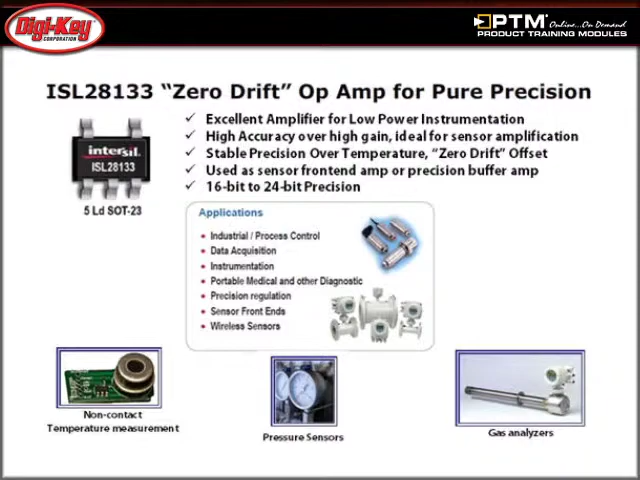 Digi-Key
CORPORATION
PTM
Online...On Demand
PRODUCT TRAINING MODULES
ISL28133 “Zero Drift” Op Amp for Pure Precision
intersil
ISL28133
5 Ld SOT-23
✓ Excellent Amplifier for Low Power Instrumentation
✓ High Accuracy over high gain, ideal for sensor amplification
✓ Stable Precision Over Temperature, “Zero Drift” Offset
✓ Used as sensor frontend amp or precision buffer amp
✓ 16-bit to 24-bit Precision
Applications
• Industrial / Process Control
• Data Acquisition
• Instrumentation
• Portable Medical and other Diagnostic
• Precision regulation
• Sensor Front Ends
• Wireless Sensors
Non-contact
Temperature measurement
Pressure Sensors
Gas analyzers